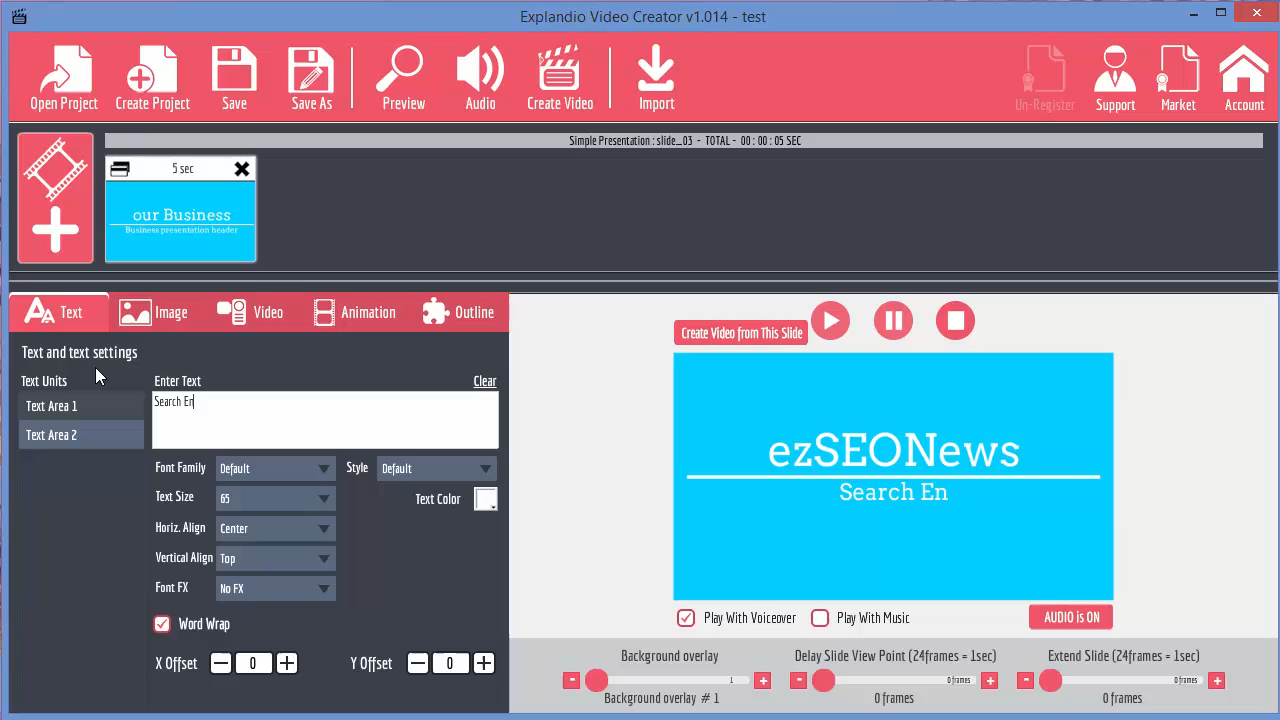 Explandio Video Creator v1.014 - test
Open Project
Create Project
Save
Save As
Preview
Audio
Create Video
Import
Un-Register
Support
Market
Account
Simple Presentation : slide_03 - TOTAL - 00 : 00 : 05 SEC
5 sec
our Business
Business presentation header
Text
Image
Video
Animation
Outline
Text and text settings
Text Units
Enter Text
Clear
Text Area 1
Text Area 2
Search En
Font Family
Default
Style
Default
Text Size
65
Text Color
Horiz. Align
Center
Vertical Align
Top
Font FX
No FX
Word Wrap
X Offset
0
Y Offset
0
Create Video from This Slide
ezSEONews
Search En
Play With Voiceover
Play With Music
AUDIO is ON
Background overlay
1
Background overlay # 1
Delay Slide View Point (24frames = 1sec)
0 frames
0 frames
Extend Slide (24frames = 1sec)
0 frames
0 frames